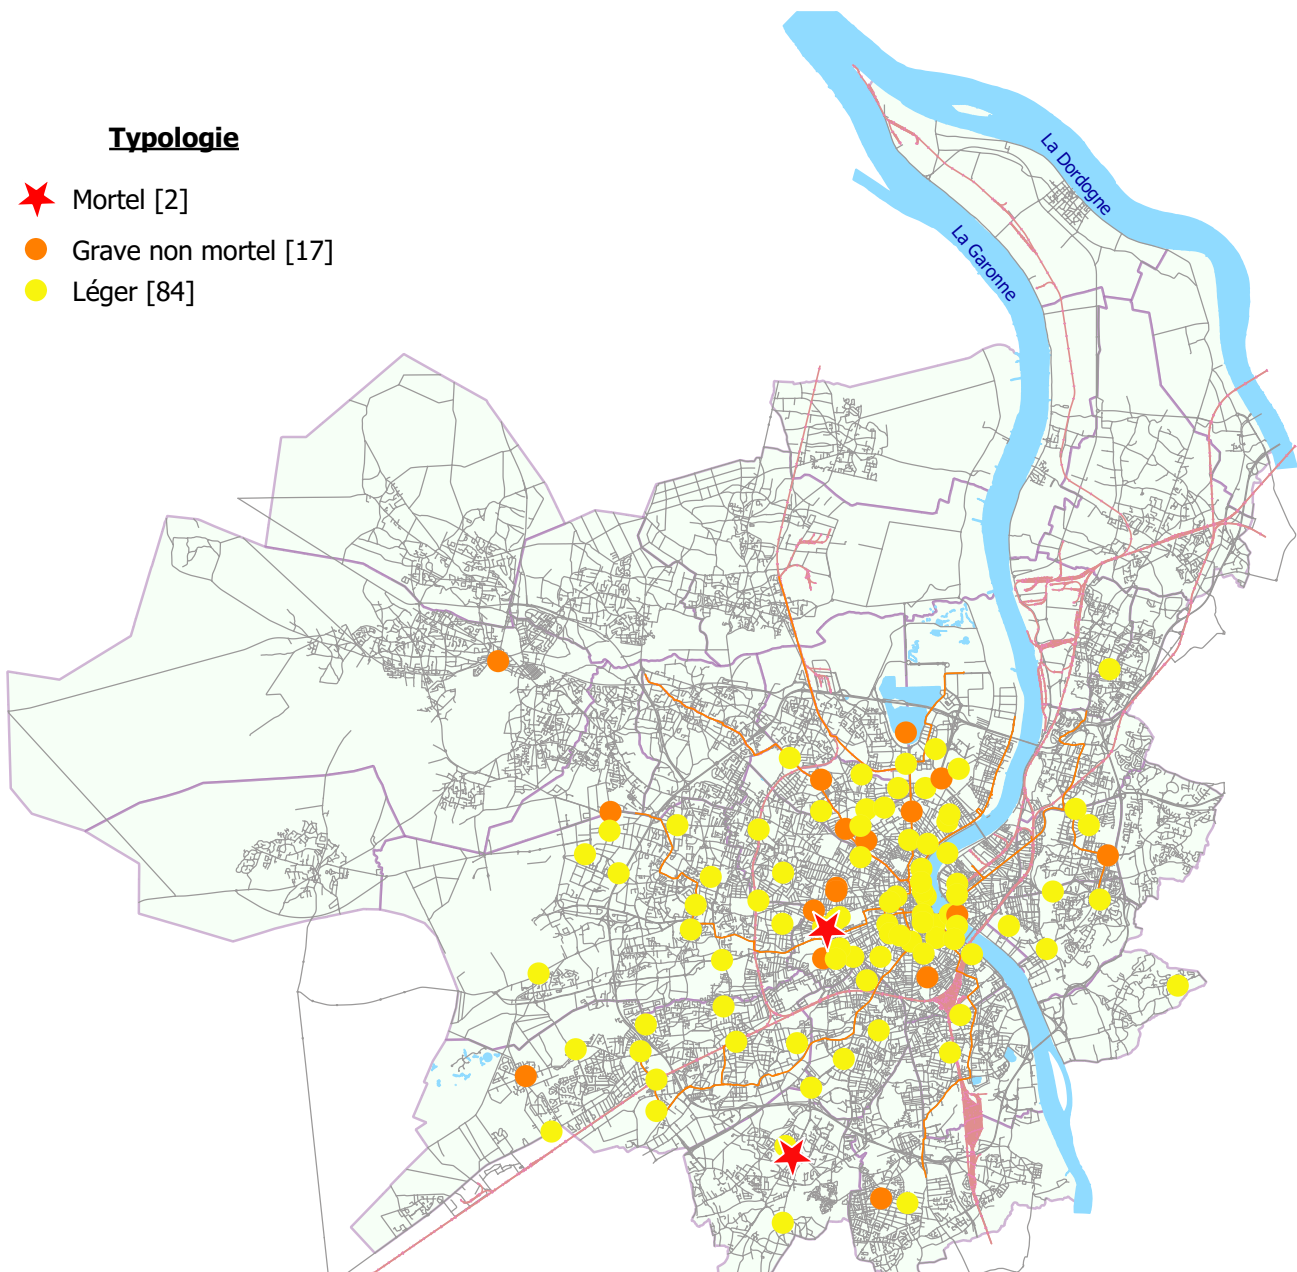 Typologie
Mortel [2]
Grave non mortel [17]
Léger [84]
La Dordogne
La Garonne